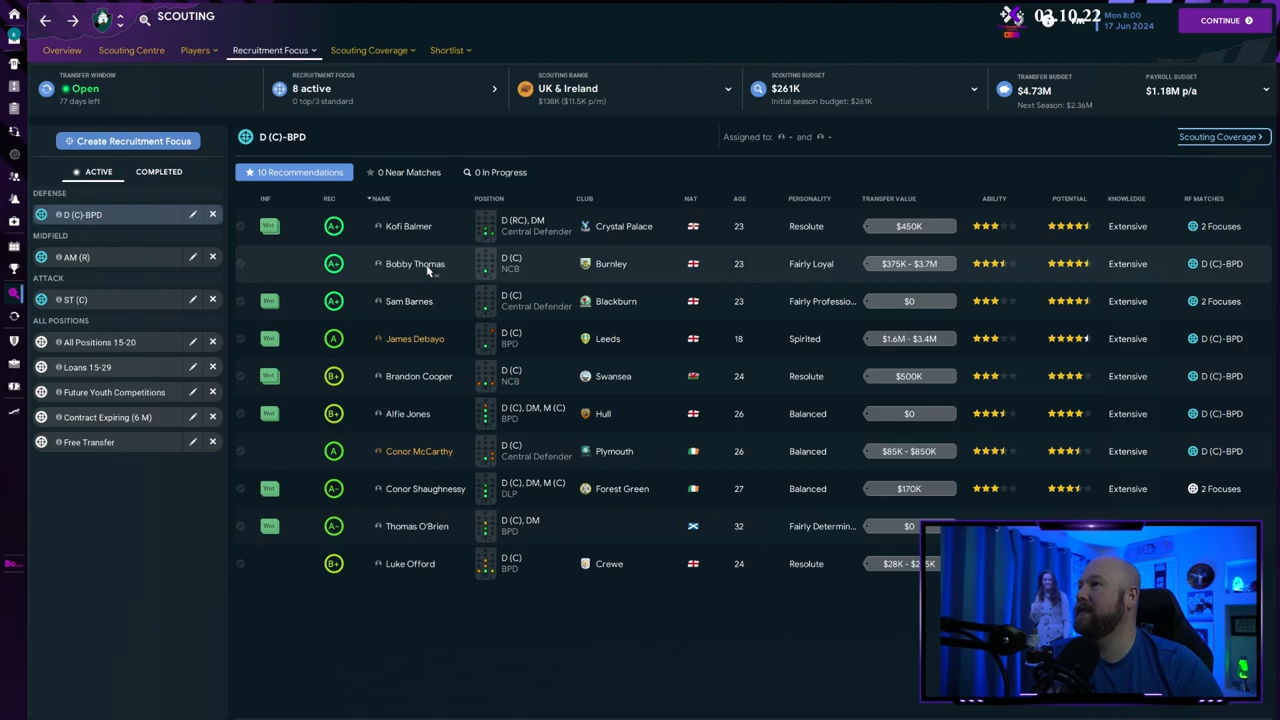 SCOUTING
03.10.22
Mon 8:00
17 Jun 2024
CONTINUE
Overview
Scouting Centre
Players
Recruitment Focus
Scouting Coverage
Shortlist
TRANSFER WINDOW
Open
77 days left
RECRUITMENT FOCUS
8 active
0 top/3 standard
SCOUTING RANGE
UK & Ireland
$138K ($11.5K p/m)
SCOUTING BUDGET
$261K
Initial season budget: $261K
TRANSFER BUDGET
$4.73M
Next Season: $2.36M
PAYROLL BUDGET
$1.18M p/a
Create Recruitment Focus
ACTIVE
COMPLETED
DEFENSE
D (C)-BPD
MIDFIELD
AM (R)
ATTACK
ST (C)
ALL POSITIONS
All Positions 15-20
Loans 15-29
Future Youth Competitions
Contract Expiring (6 M)
Free Transfer
Bo...
D (C)-BPD
Assigned to: - and -
Scouting Coverage >
10 Recommendations
0 Near Matches
0 In Progress
INF REC NAME POSITION CLUB NAT AGE PERSONALITY TRANSFER VALUE ABILITY POTENTIAL KNOWLEDGE RF MATCHES
Wnt A+ Kofi Balmer D (RC), DM Crystal Palace 23 Resolute $450K Extensive 2 Focuses
Central Defender
A+ Bobby Thomas D (C) Burnley 23 Fairly Loyal $375K - $3.7M Extensive D (C)-BPD
NCB
Wnt A+ Sam Barnes D (C) Blackburn 23 Fairly Professio... $0 Extensive 2 Focuses
Central Defender
Wnt A James Debayo D (C) Leeds 18 Spirited $1.6M - $3.4M Extensive D (C)-BPD
BPD
Wnt B+ Brandon Cooper D (C) Swansea 24 Resolute $500K Extensive D (C)-BPD
NCB
Wnt B+ Alfie Jones D (C), DM, M (C) Hull 26 Balanced $0 Extensive D (C)-BPD
BPD
A Conor McCarthy D (C) Plymouth 26 Balanced $85K - $850K Extensive D (C)-BPD
Central Defender
Wnt A- Conor Shaughnessy D (C), DM, M (C) Forest Green 27 Balanced $170K Extensive 2 Focuses
DLP
Wnt A- Thomas O'Brien D (C), DM 32 Fairly Determin... $0
BPD
B+ Luke Offord D (C) Crewe 24 Resolute
BPD